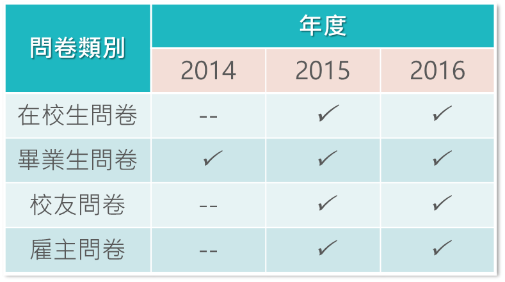 問卷類別 年度
2014 2015 2016
在校生問卷 -- ✓ ✓
畢業生問卷 ✓ ✓ ✓
校友問卷 -- ✓ ✓
雇主問卷 -- ✓ ✓